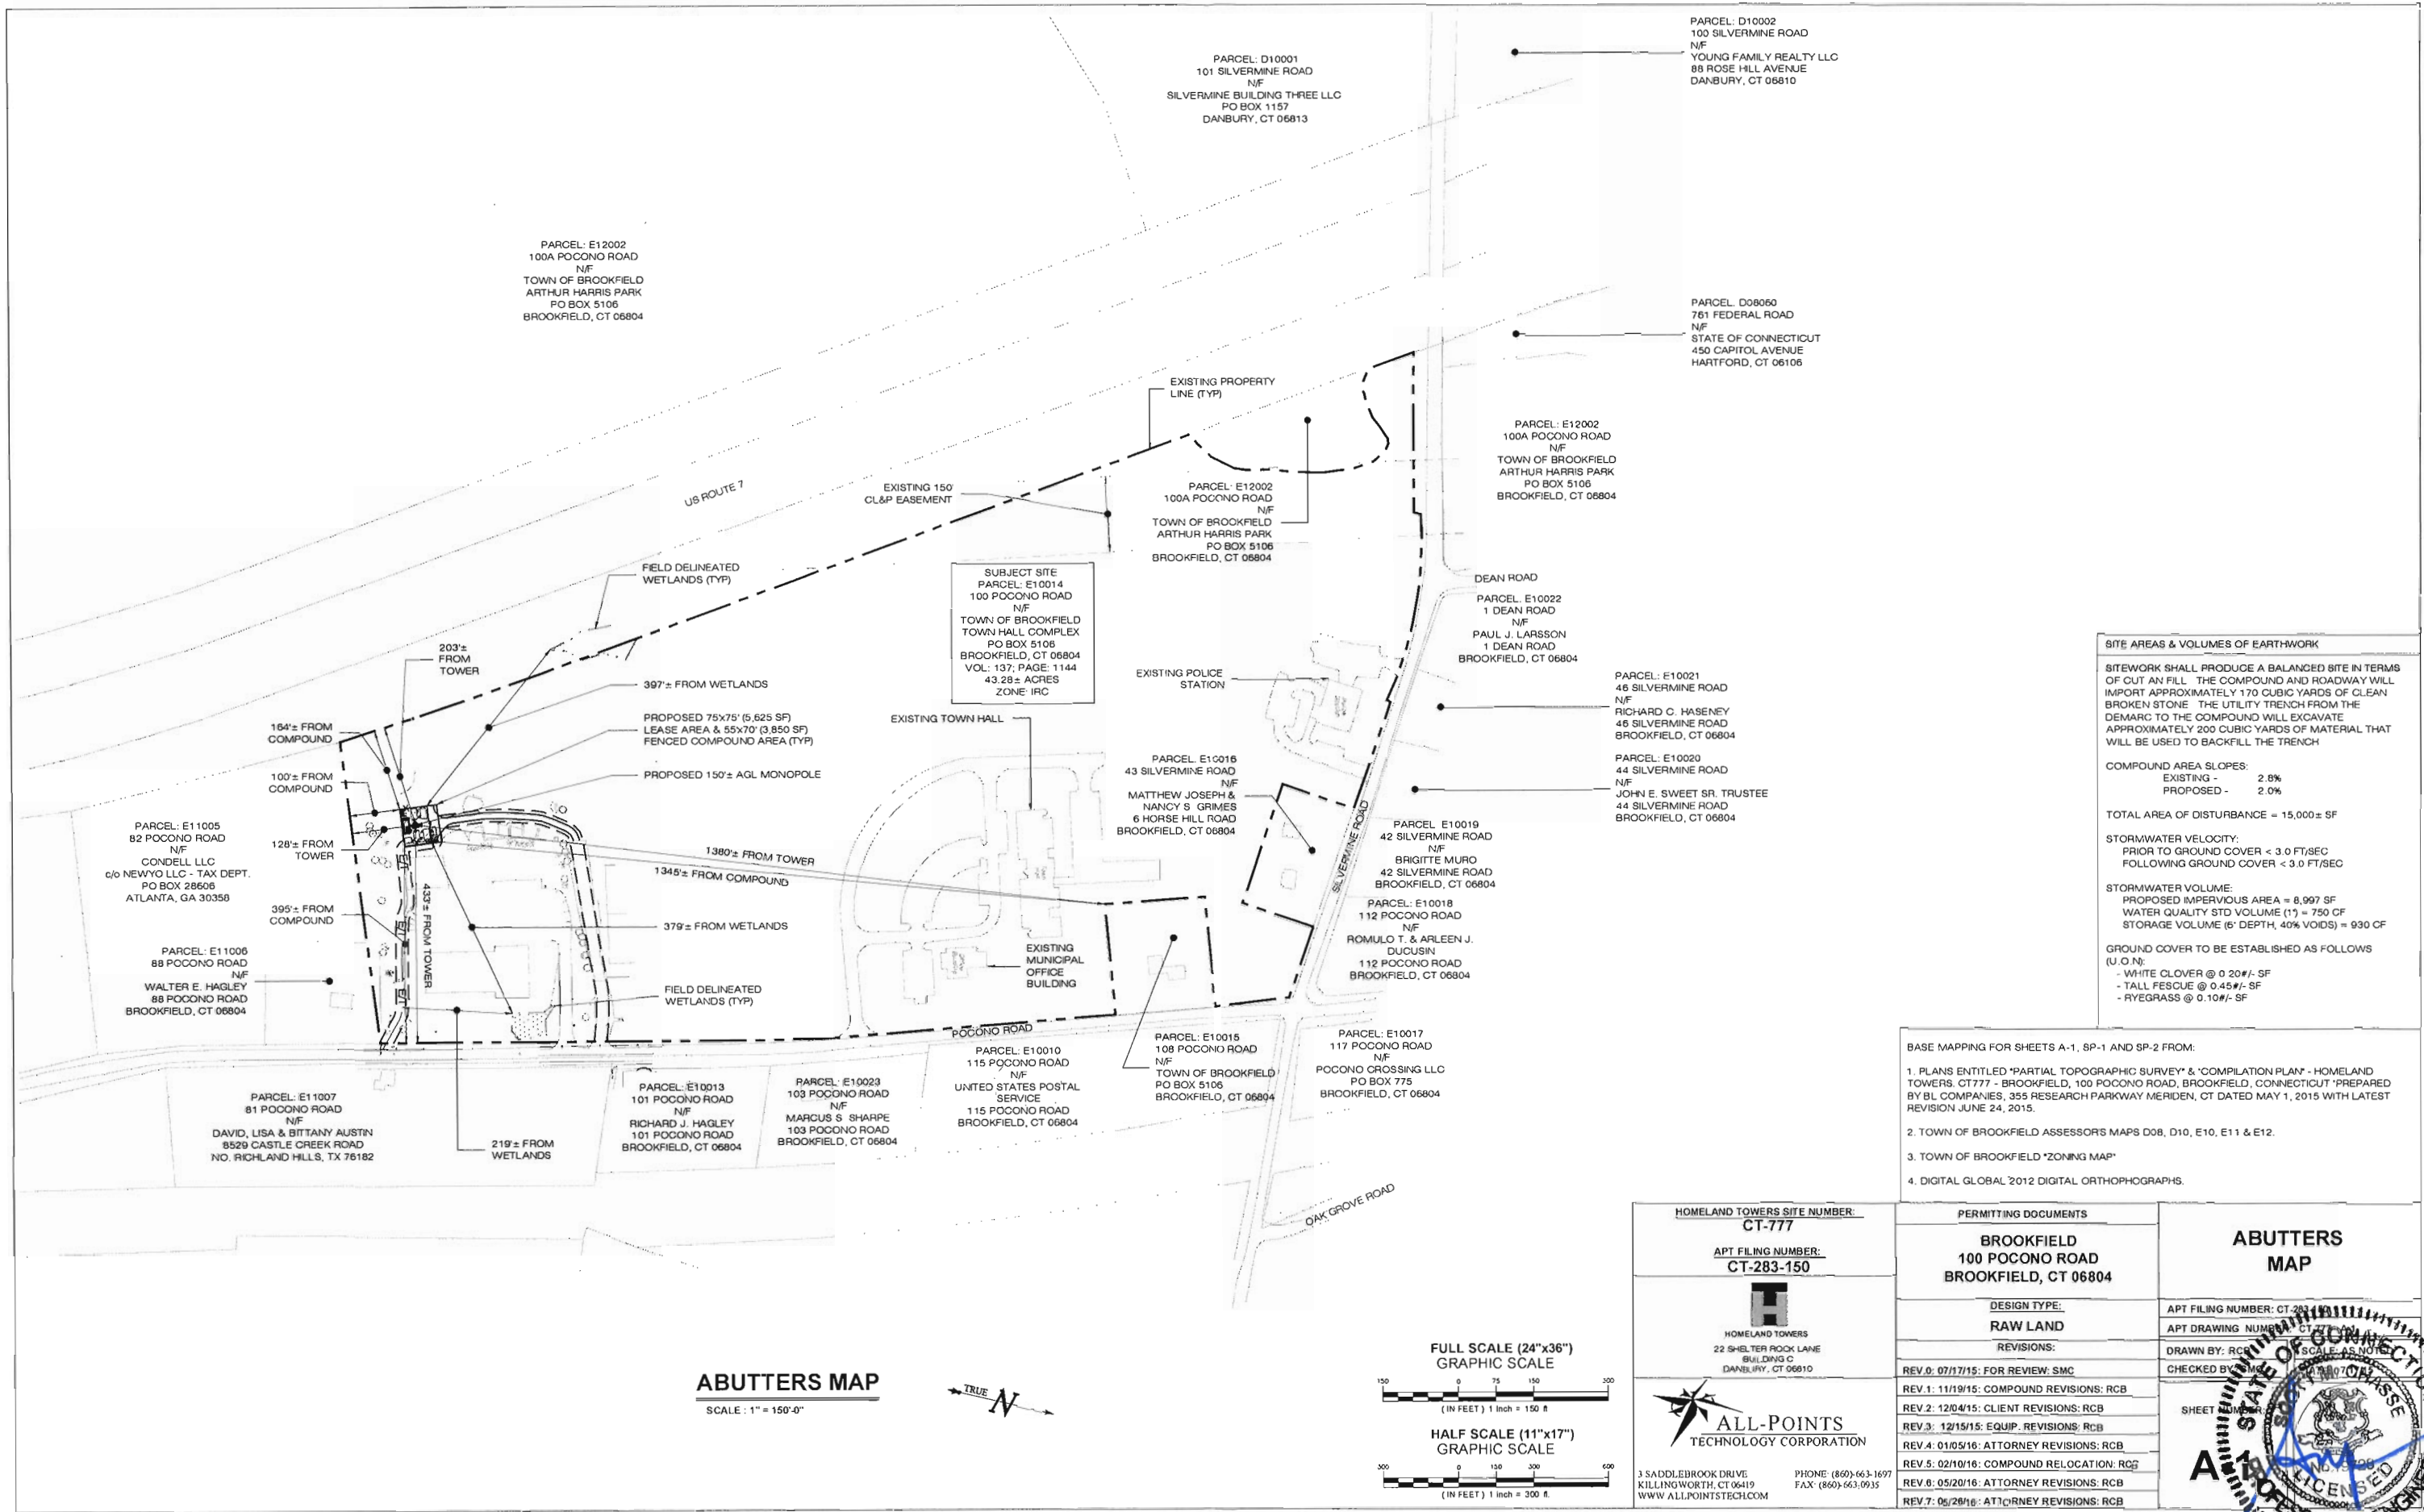 PARCEL: D10001
101 SILVERMINE ROAD
N/F
SILVERMINE BUILDING THREE LLC
PO BOX 1157
DANBURY, CT 06813
PARCEL: D10002
100 SILVERMINE ROAD
N/F
YOUNG FAMILY REALTY LLC
88 ROSE HILL AVENUE
DANBURY, CT 06810
PARCEL: E12002
100A POCONO ROAD
N/F
TOWN OF BROOKFIELD
ARTHUR HARRIS PARK
PO BOX 5106
BROOKFIELD, CT 06804
PARCEL. D08060
761 FEDERAL ROAD
N/F
STATE OF CONNECTICUT
450 CAPITOL AVENUE
HARTFORD, CT 06106
EXISTING PROPERTY
LINE (TYP)
PARCEL: E12002
100A POCONO ROAD
N/F
TOWN OF BROOKFIELD
ARTHUR HARRIS PARK
PO BOX 5106
BROOKFIELD, CT 06804
US ROUTE 7
EXISTING 150'
CL&P EASEMENT
PARCEL: E12002
100A POCONO ROAD
N/F
TOWN OF BROOKFIELD
ARTHUR HARRIS PARK
PO BOX 5106
BROOKFIELD, CT 06804
FIELD DELINEATED
WETLANDS (TYP)
SUBJECT SITE
PARCEL: E10014
100 POCONO ROAD
N/F
TOWN OF BROOKFIELD
TOWN HALL COMPLEX
PO BOX 5106
BROOKFIELD, CT 06804
VOL: 137; PAGE: 1144
43.28± ACRES
ZONE: IRC
DEAN ROAD
PARCEL. E10022
1 DEAN ROAD
N/F
PAUL J. LARSSON
1 DEAN ROAD
BROOKFIELD, CT 06804
203'±
FROM
TOWER
397'± FROM WETLANDS
PROPOSED 75'x75' (5,625 SF)
LEASE AREA & 55'x70' (3,850 SF)
FENCED COMPOUND AREA (TYP)
PROPOSED 150'± AGL MONOPOLE
164'± FROM
COMPOUND
100'± FROM
COMPOUND
128'± FROM
TOWER
395'± FROM
COMPOUND
433'± FROM TOWER
EXISTING POLICE
STATION
EXISTING TOWN HALL
PARCEL: E10021
46 SILVERMINE ROAD
N/F
RICHARD C. HASENEY
46 SILVERMINE ROAD
BROOKFIELD, CT 06804
PARCEL. E10016
43 SILVERMINE ROAD
N/F
MATTHEW JOSEPH &
NANCY S GRIMES
6 HORSE HILL ROAD
BROOKFIELD, CT 06804
PARCEL: E10020
44 SILVERMINE ROAD
N/F
JOHN E. SWEET SR. TRUSTEE
44 SILVERMINE ROAD
BROOKFIELD, CT 06804
PARCEL: E11005
82 POCONO ROAD
N/F
CONDELL LLC
c/o NEWYO LLC - TAX DEPT.
PO BOX 28606
ATLANTA, GA 30358
1380'± FROM TOWER
1345'± FROM COMPOUND
SILVERMINE ROAD
PARCEL E10019
42 SILVERMINE ROAD
N/F
BRIGITTE MURO
42 SILVERMINE ROAD
BROOKFIELD, CT 06804
PARCEL: E10018
112 POCONO ROAD
N/F
ROMULO T. & ARLEEN J.
DUCUSIN
112 POCONO ROAD
BROOKFIELD, CT 06804
379'± FROM WETLANDS
PARCEL: E11006
88 POCONO ROAD
N/F
WALTER E. HAGLEY
88 POCONO ROAD
BROOKFIELD, CT 06804
FIELD DELINEATED
WETLANDS (TYP)
EXISTING
MUNICIPAL
OFFICE
BUILDING
POCONO ROAD
PARCEL: E11007
81 POCONO ROAD
N/F
DAVID, LISA & BITTANY AUSTIN
8529 CASTLE CREEK ROAD
NO. RICHLAND HILLS, TX 76182
219'± FROM
WETLANDS
PARCEL: E10013
101 POCONO ROAD
N/F
RICHARD J. HAGLEY
101 POCONO ROAD
BROOKFIELD, CT 06804
PARCEL: E10023
103 POCONO ROAD
N/F
MARCUS S SHARPE
103 POCONO ROAD
BROOKFIELD, CT 06804
PARCEL: E10010
115 POCONO ROAD
N/F
UNITED STATES POSTAL
SERVICE
115 POCONO ROAD
BROOKFIELD, CT 06804
PARCEL: E10015
108 POCONO ROAD
N/F
TOWN OF BROOKFIELD
PO BOX 5106
BROOKFIELD, CT 06804
PARCEL: E10017
117 POCONO ROAD
N/F
POCONO CROSSING LLC
PO BOX 775
BROOKFIELD, CT 06804
OAK GROVE ROAD
SITE AREAS & VOLUMES OF EARTHWORK
SITEWORK SHALL PRODUCE A BALANCED SITE IN TERMS
OF CUT AN FILL THE COMPOUND AND ROADWAY WILL
IMPORT APPROXIMATELY 170 CUBIC YARDS OF CLEAN
BROKEN STONE THE UTILITY TRENCH FROM THE
DEMARC TO THE COMPOUND WILL EXCAVATE
APPROXIMATELY 200 CUBIC YARDS OF MATERIAL THAT
WILL BE USED TO BACKFILL THE TRENCH
COMPOUND AREA SLOPES:
EXISTING - 2.8%
PROPOSED - 2.0%
TOTAL AREA OF DISTURBANCE = 15,000± SF
STORMWATER VELOCITY:
PRIOR TO GROUND COVER < 3.0 FT/SEC
FOLLOWING GROUND COVER < 3.0 FT/SEC
STORMWATER VOLUME:
PROPOSED IMPERVIOUS AREA = 8,997 SF
WATER QUALITY STD VOLUME (1") = 750 CF
STORAGE VOLUME (6" DEPTH, 40% VOIDS) = 930 CF
GROUND COVER TO BE ESTABLISHED AS FOLLOWS
(U.O.N):
- WHITE CLOVER @ 0 20#/- SF
- TALL FESCUE @ 0.45#/- SF
- RYEGRASS @ 0.10#/- SF
BASE MAPPING FOR SHEETS A-1, SP-1 AND SP-2 FROM:
1. PLANS ENTITLED "PARTIAL TOPOGRAPHIC SURVEY" & "COMPILATION PLAN" - HOMELAND
TOWERS. CT777 - BROOKFIELD, 100 POCONO ROAD, BROOKFIELD, CONNECTICUT "PREPARED
BY BL COMPANIES, 355 RESEARCH PARKWAY MERIDEN, CT DATED MAY 1, 2015 WITH LATEST
REVISION JUNE 24, 2015.
2. TOWN OF BROOKFIELD ASSESSOR'S MAPS D08, D10, E10, E11 & E12.
3. TOWN OF BROOKFIELD "ZONING MAP"
4. DIGITAL GLOBAL 2012 DIGITAL ORTHOPHOGRAPHS.
ABUTTERS MAP
SCALE : 1" = 150'-0"
TRUE N
FULL SCALE (24"x36")
GRAPHIC SCALE
150 0 75 150 300
( IN FEET ) 1 inch = 150 ft
HALF SCALE (11"x17")
GRAPHIC SCALE
300 0 150 300 600
( IN FEET ) 1 inch = 300 ft.
HOMELAND TOWERS SITE NUMBER:
CT-777
APT FILING NUMBER:
CT-283-150
HOMELAND TOWERS
22 SHELTER ROCK LANE
BUILDING C
DANBURY, CT 06810
ALL-POINTS
TECHNOLOGY CORPORATION
3 SADDLEBROOK DRIVE PHONE: (860)-663-1697
KILLINGWORTH, CT 06419 FAX: (860)-663-0935
WWW.ALLPOINTSTECH.COM
PERMITTING DOCUMENTS
BROOKFIELD
100 POCONO ROAD
BROOKFIELD, CT 06804
DESIGN TYPE:
RAW LAND
REVISIONS:
REV.0: 07/17/15: FOR REVIEW: SMC
REV.1: 11/19/15: COMPOUND REVISIONS: RCB
REV.2: 12/04/15: CLIENT REVISIONS: RCB
REV.3: 12/15/15: EQUIP. REVISIONS: RCB
REV.4: 01/05/16: ATTORNEY REVISIONS: RCB
REV.5: 02/10/16: COMPOUND RELOCATION: RCB
REV.6: 05/20/16: ATTORNEY REVISIONS: RCB
REV.7: 05/26/16: ATTORNEY REVISIONS: RCB
ABUTTERS
MAP
APT FILING NUMBER: CT-283
APT DRAWING NUMBER:
DRAWN BY: RCB SCALE: AS NOTED
CHECKED BY: SMC
SHEET NUMBER:
A-1
STATE OF CONNECTICUT
SCOTT M. CHASSE
LICENSED